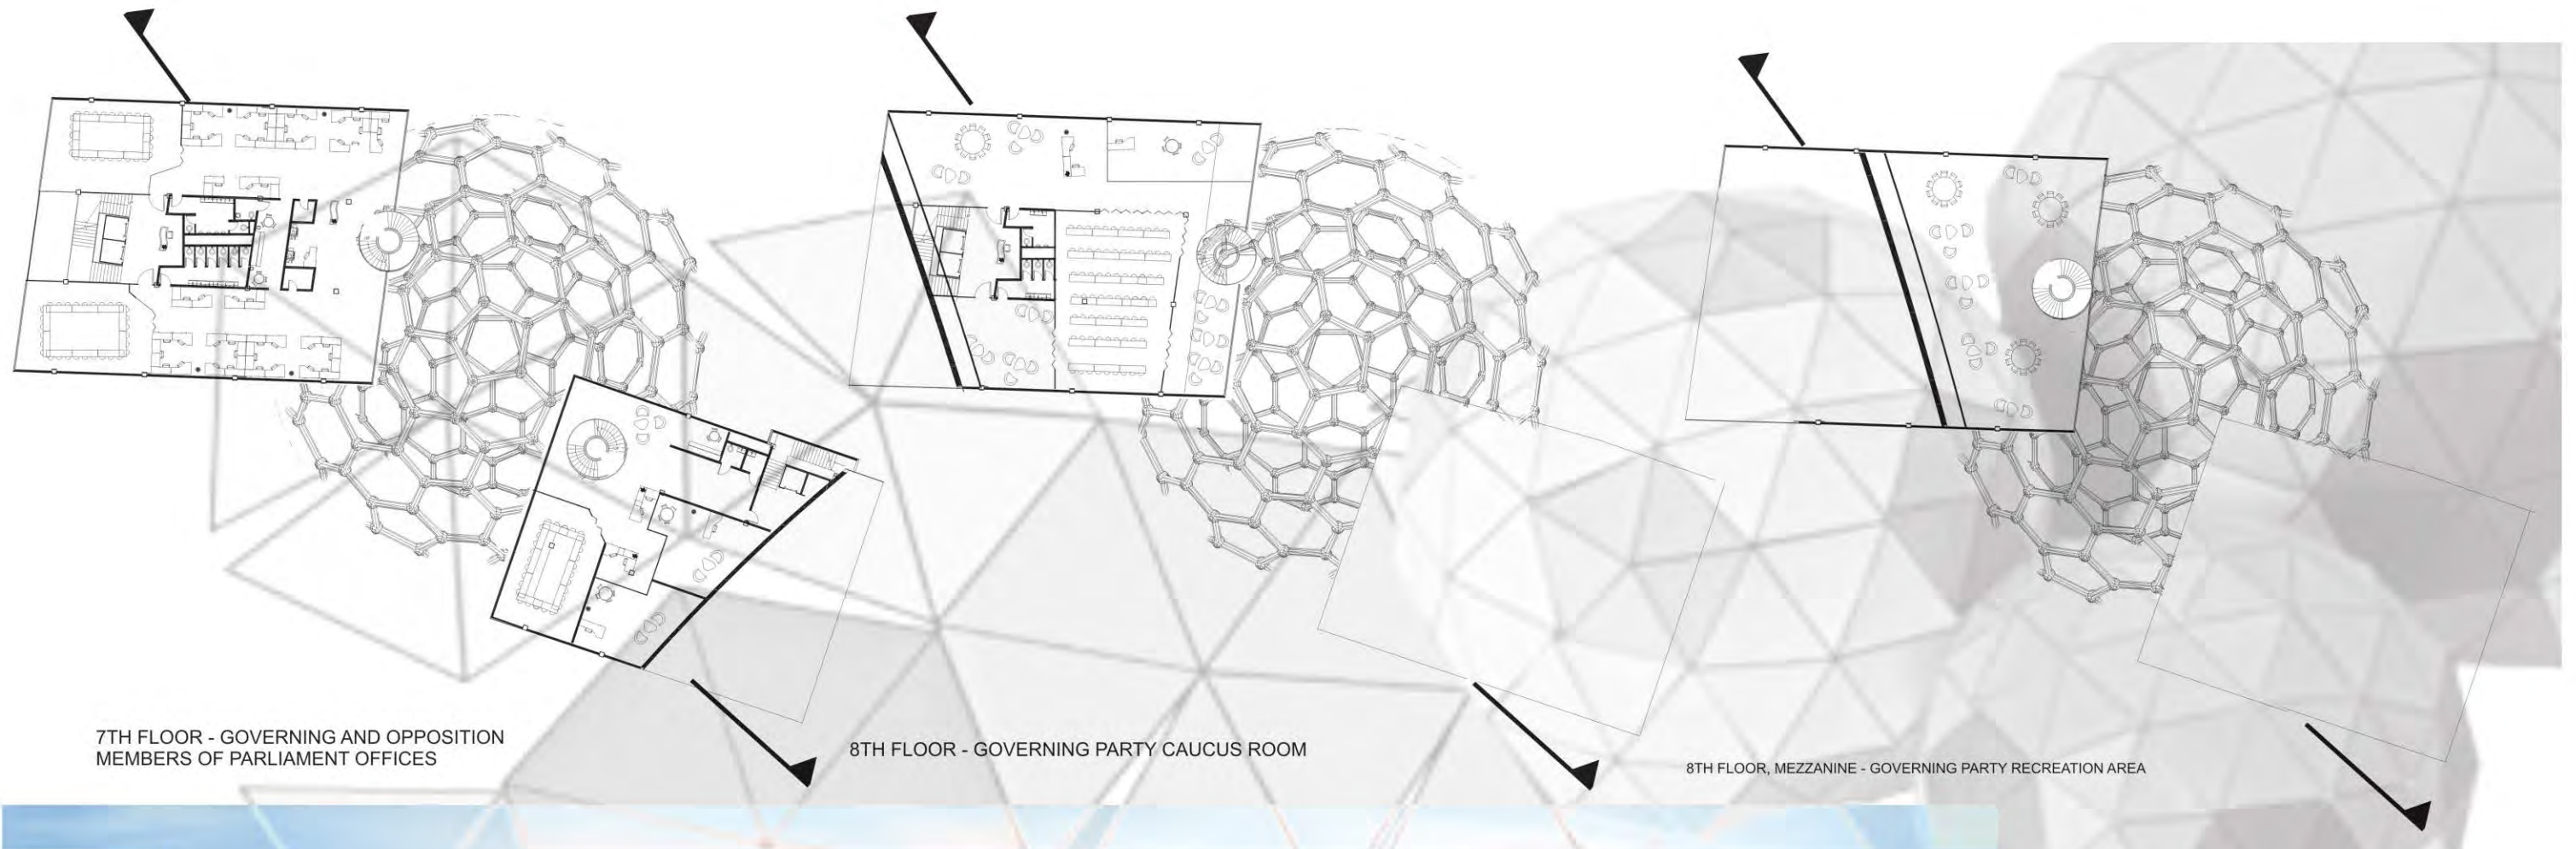 7TH FLOOR - GOVERNING AND OPPOSITION
MEMBERS OF PARLIAMENT OFFICES
8TH FLOOR - GOVERNING PARTY CAUCUS ROOM
8TH FLOOR, MEZZANINE - GOVERNING PARTY RECREATION AREA